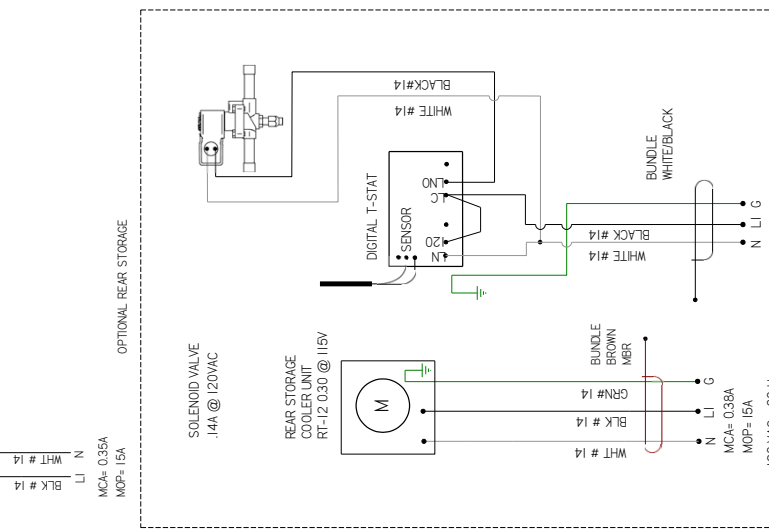 BLK # 14
WHT # 14
L1 N
MCA= 0.35A
MOP= 15A
OPTIONAL REAR STORAGE
SOLENOID VALVE
.14A @ 120VAC
BLACK#14
WHITE #14
DIGITAL T-STAT
SENSOR
LN
120
LC
LNO
BLACK #14
WHITE #14
BUNDLE
WHITE/BLACK
N
L1
G
REAR STORAGE
COOLER UNIT
RT-12 0.30 @ 115V
M
BUNDLE
BROWN
MBR
GRN# 14
BLK # 14
WHT # 14
N
L1
G
MCA= 0.38A
MOP= 15A